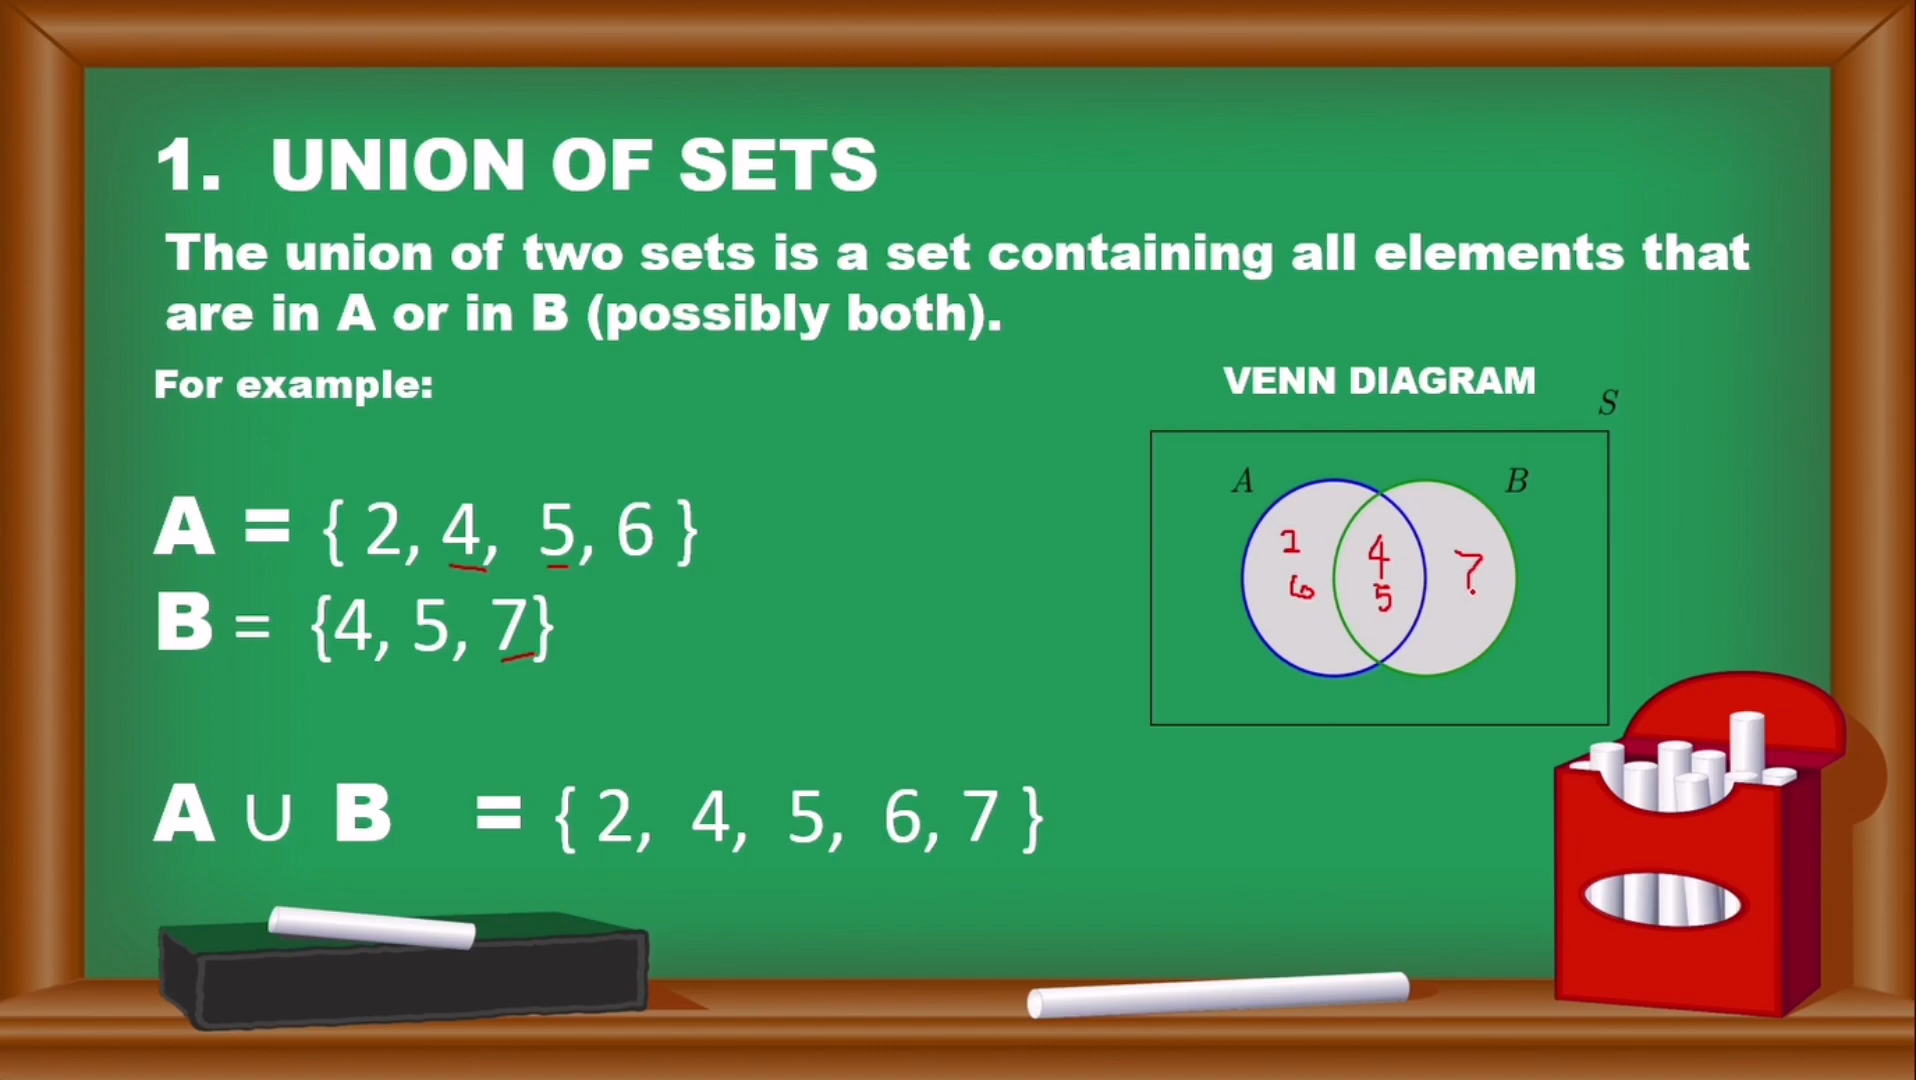 1. UNION OF SETS
The union of two sets is a set containing all elements that
are in A or in B (possibly both).
For example:
VENN DIAGRAM
S
A = { 2, 4, 5, 6 }
B = {4, 5, 7}
A B
2 4 7
6 5
A ∪ B = { 2, 4, 5, 6, 7 }